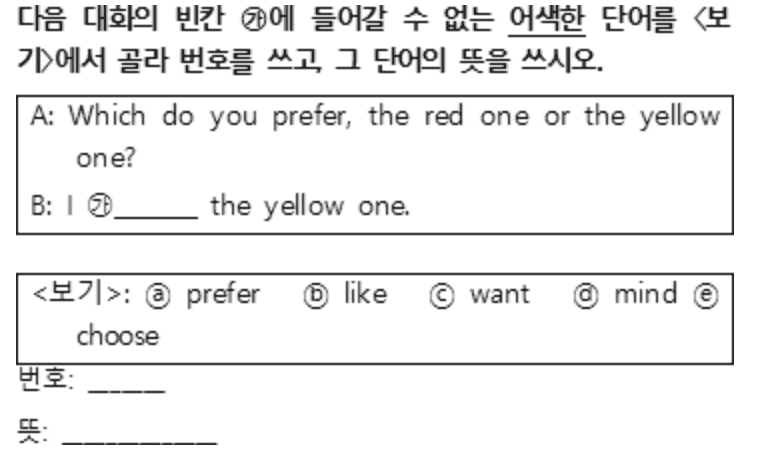 다음 대화의 빈칸 ㉮에 들어갈 수 없는 어색한 단어를 <보
기>에서 골라 번호를 쓰고, 그 단어의 뜻을 쓰시오.
A: Which do you prefer, the red one or the yellow
one?
B: I ㉮______ the yellow one.
<보기>: ⓐ prefer ⓑ like ⓒ want ⓓ mind ⓔ
choose
번호: ______
뜻: ____________